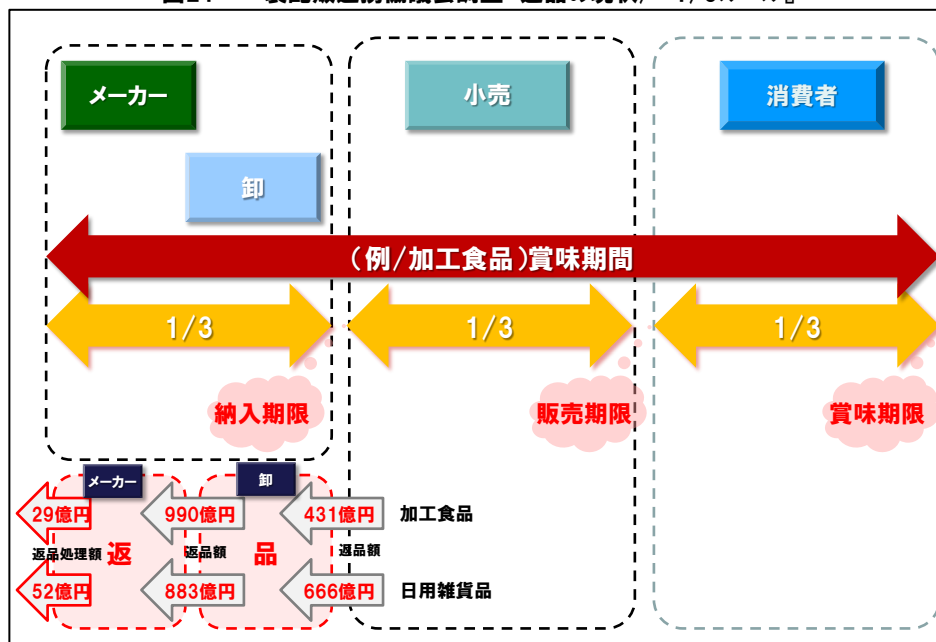 メーカー
小売
消費者
卸
(例/加工食品)賞味期間
1/3
1/3
1/3
納入期限
販売期限
賞味期限
メーカー
卸
29億円
990億円
431億円
加工食品
返品処理額
返
返品額
品
返品額
52億円
883億円
666億円
日用雑貨品